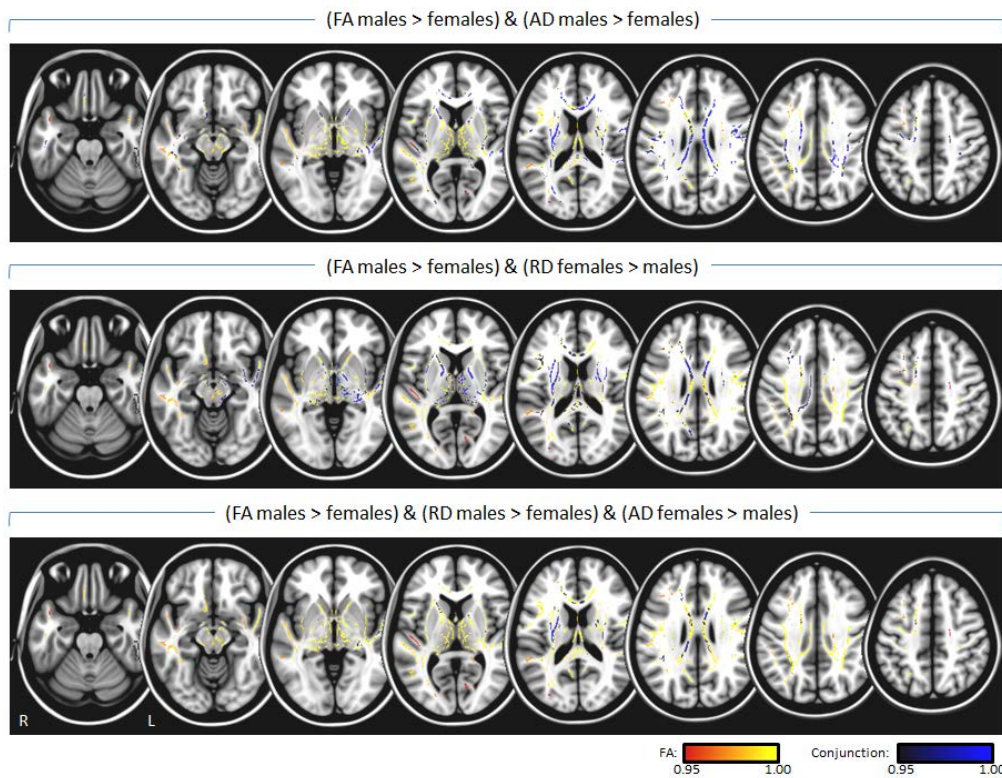 (FA males > females) & (AD males > females)
(FA males > females) & (RD females > males)
(FA males > females) & (RD males > females) & (AD females > males)
R L
FA: Conjunction:
0.95 1.00 0.95 1.00